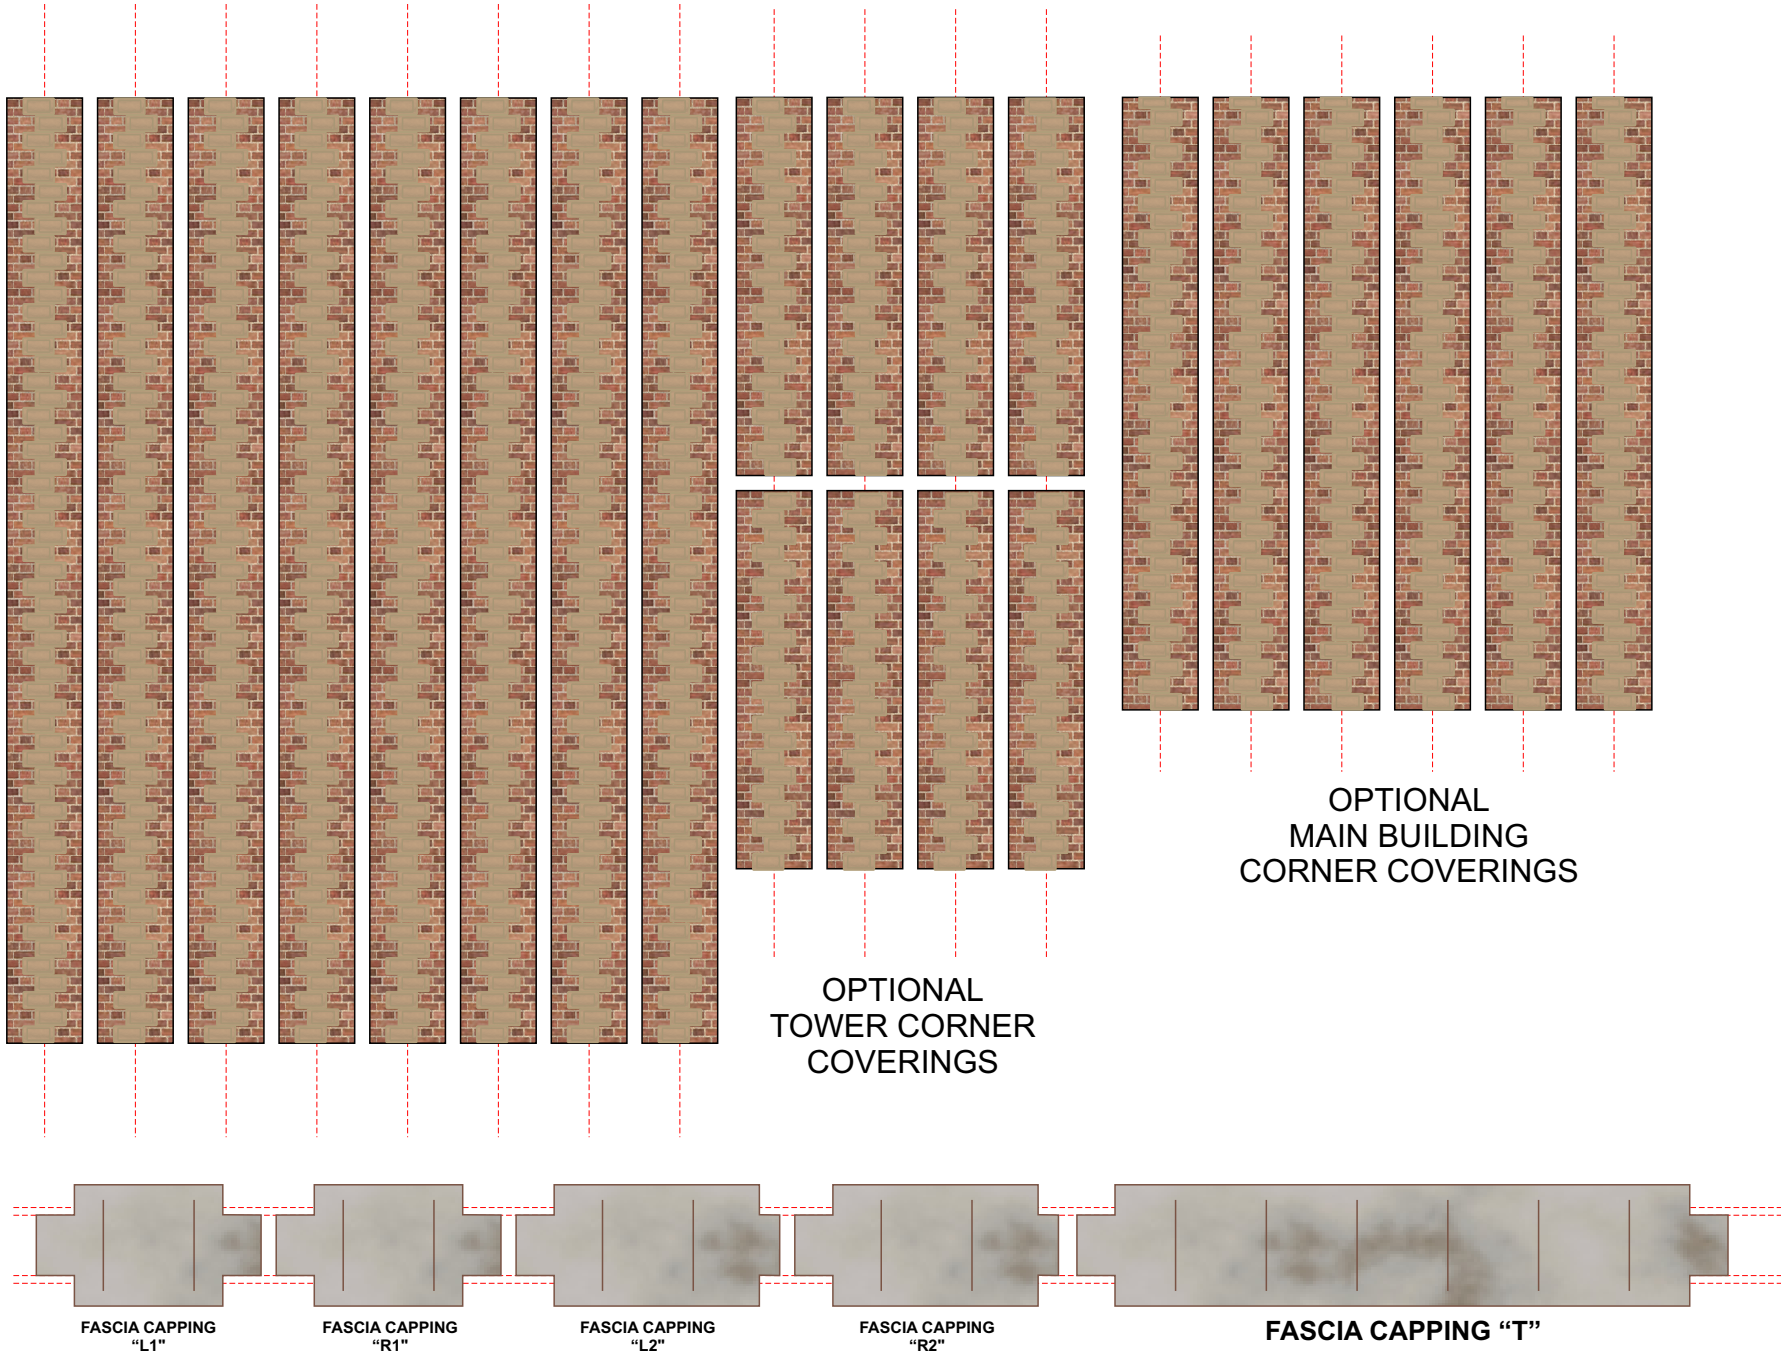 OPTIONAL
MAIN BUILDING
CORNER COVERINGS
OPTIONAL
TOWER CORNER
COVERINGS
FASCIA CAPPING
“L1"
FASCIA CAPPING
“R1"
FASCIA CAPPING
“L2"
FASCIA CAPPING
“R2"
FASCIA CAPPING “T”